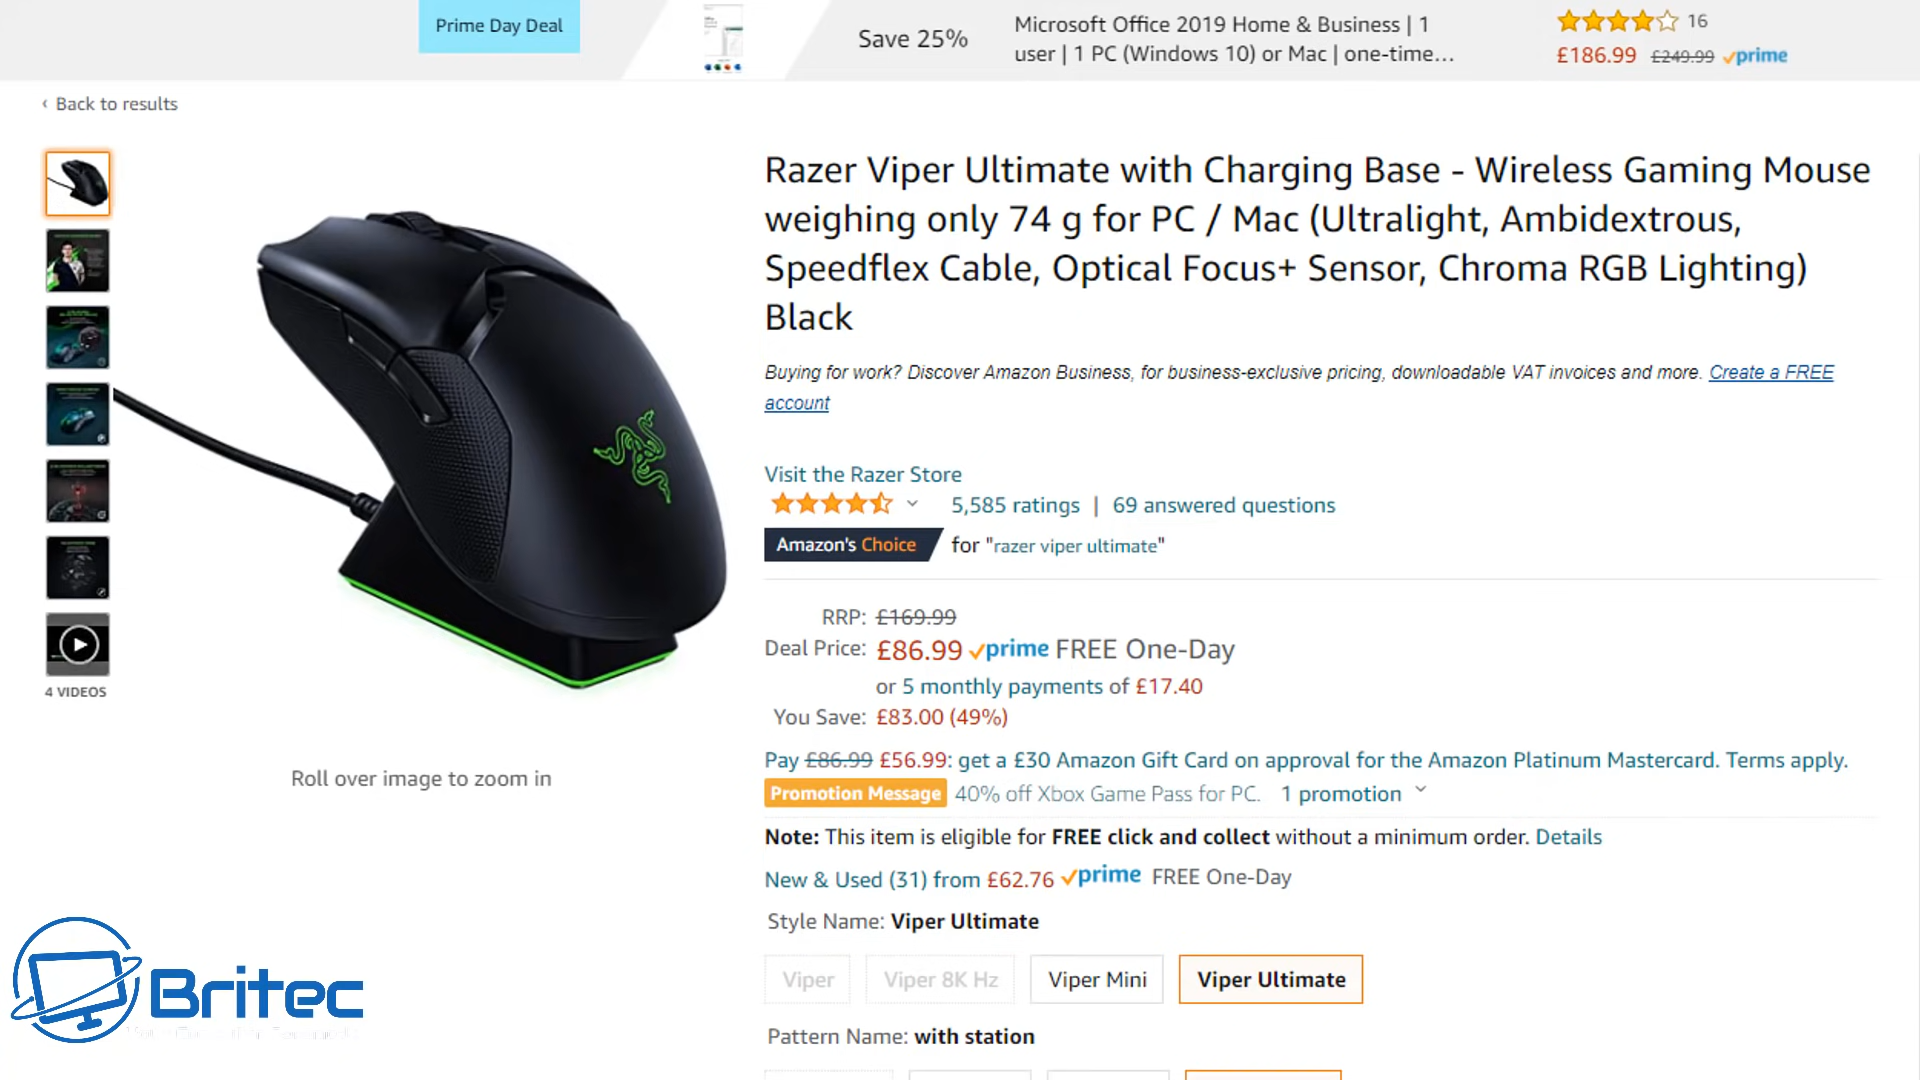 Prime Day Deal
Save 25%
Microsoft Office 2019 Home & Business | 1
user | 1 PC (Windows 10) or Mac | one-time…
16
£186.99 £249.99 prime
‹ Back to results
Razer Viper Ultimate with Charging Base - Wireless Gaming Mouse
weighing only 74 g for PC / Mac (Ultralight, Ambidextrous,
Speedflex Cable, Optical Focus+ Sensor, Chroma RGB Lighting)
Black
Buying for work? Discover Amazon Business, for business-exclusive pricing, downloadable VAT invoices and more. Create a FREE
account
Visit the Razer Store
5,585 ratings | 69 answered questions
Amazon's Choice for "razer viper ultimate"
RRP: £169.99
Deal Price: £86.99 prime FREE One-Day
or 5 monthly payments of £17.40
You Save: £83.00 (49%)
Pay £86.99 £56.99: get a £30 Amazon Gift Card on approval for the Amazon Platinum Mastercard. Terms apply.
Promotion Message 40% off Xbox Game Pass for PC. 1 promotion
Note: This item is eligible for FREE click and collect without a minimum order. Details
New & Used (31) from £62.76 prime FREE One-Day
Style Name: Viper Ultimate
Viper Viper 8K Hz Viper Mini Viper Ultimate
Pattern Name: with station
4 VIDEOS
Roll over image to zoom in
Britec